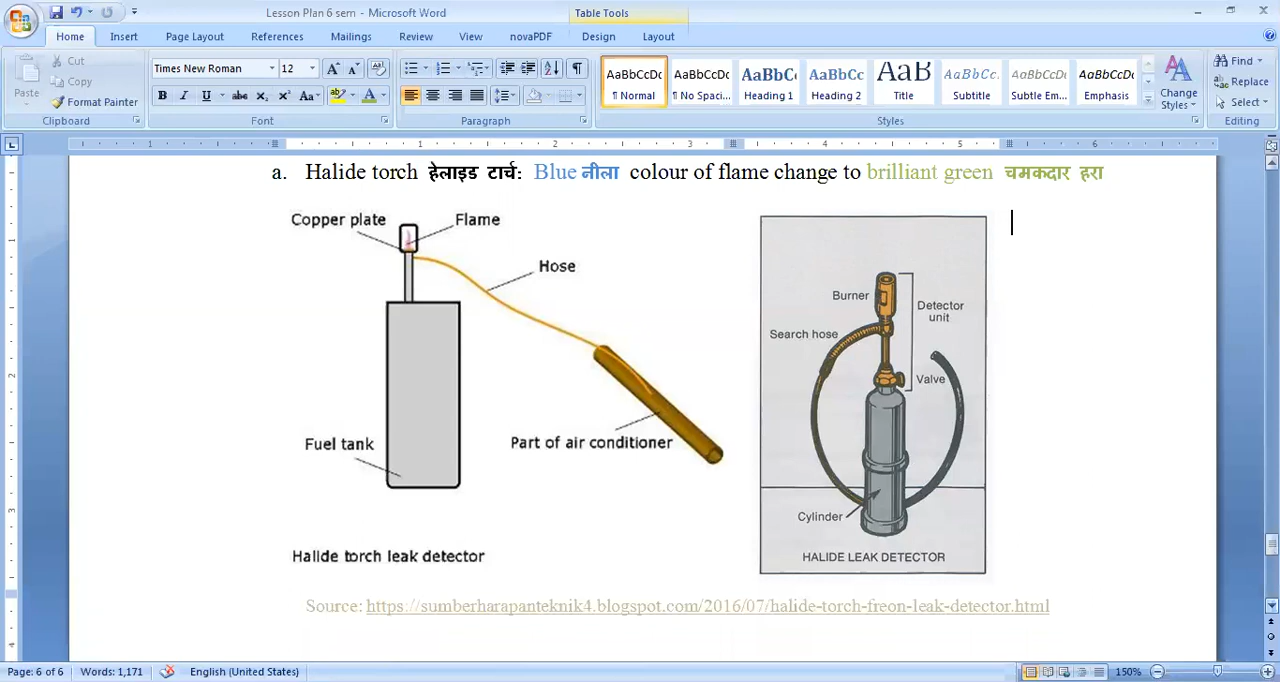 Lesson Plan 6 sem - Microsoft Word
Table Tools
Home Insert Page Layout References Mailings Review View novaPDF Design Layout
Paste
Cut
Copy
Format Painter
Clipboard
Times New Roman 12
Font
Paragraph
AaBbCcDc AaBbCcDc AaBbC AaBbCc AaB AaBbCc. AaBbCcDc AaBbCcDc
¶ Normal ¶ No Spaci... Heading 1 Heading 2 Title Subtitle Subtle Em... Emphasis
Styles
Change Styles
Find
Replace
Select
Editing
a. Halide torch हेलाइड टार्च: Blue नीला colour of flame change to brilliant green चमकदार हरा
Copper plate
Flame
Hose
Fuel tank
Part of air conditioner
Halide torch leak detector
Burner
Detector unit
Search hose
Valve
Cylinder
HALIDE LEAK DETECTOR
Source: https://sumberharapanteknik4.blogspot.com/2016/07/halide-torch-freon-leak-detector.html
Page: 6 of 6 Words: 1,171 English (United States) 150%